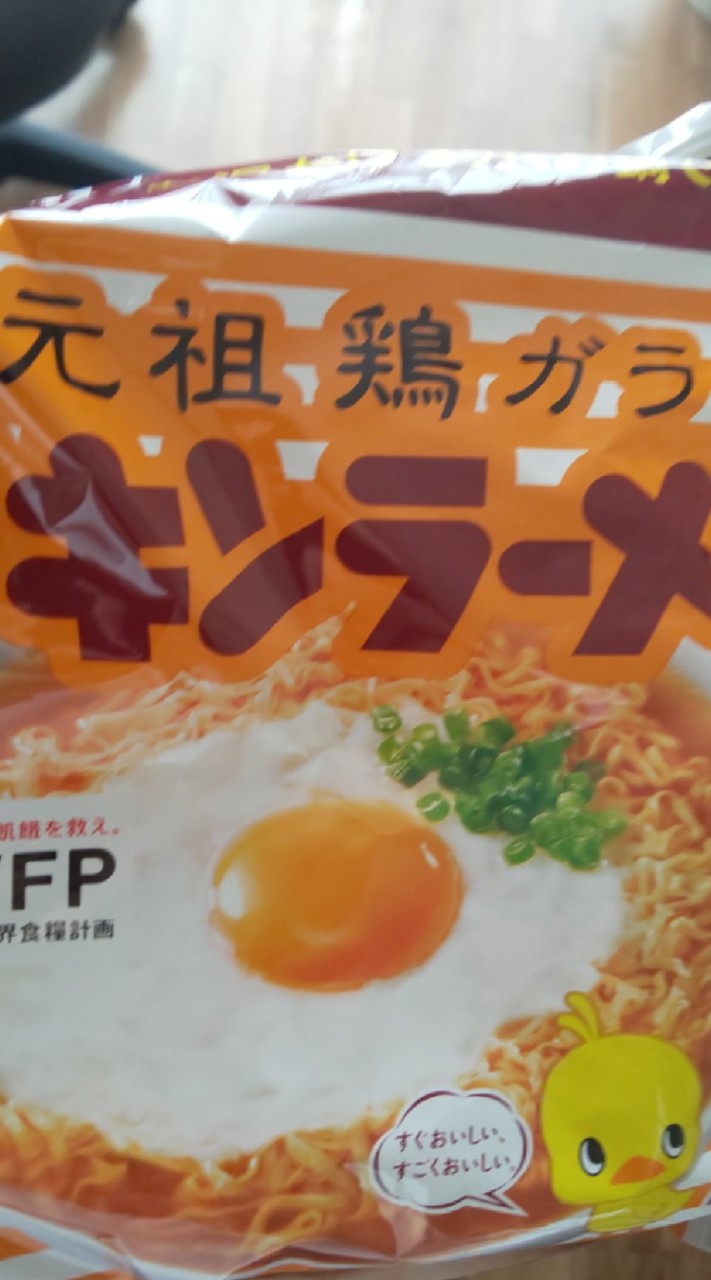 元祖鶏ガラ
キンラーメ
飢餓を救え。
FP
界食糧計画
すぐおいしい、
すごくおいしい。